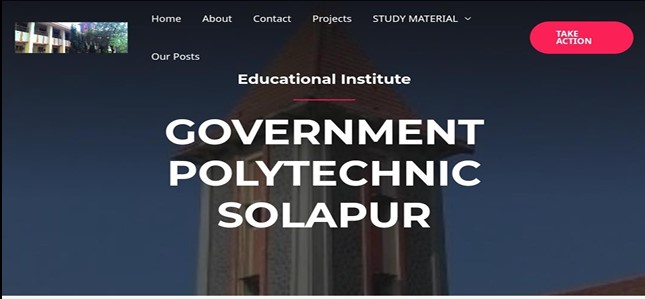 Home About Contact Projects STUDY MATERIAL
TAKE
ACTION
Our Posts
Educational Institute
GOVERNMENT
POLYTECHNIC
SOLAPUR